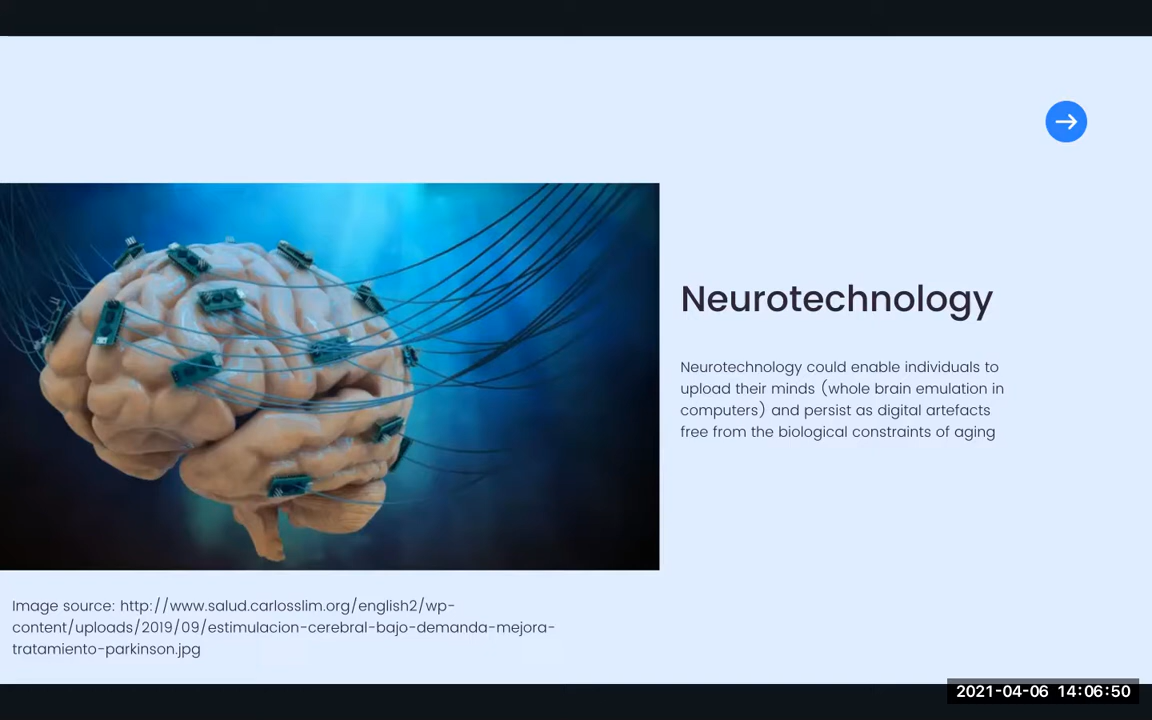 Neurotechnology
Neurotechnology could enable individuals to
upload their minds (whole brain emulation in
computers) and persist as digital artefacts
free from the biological constraints of aging
Image source: http://www.salud.carlosslim.org/english2/wp-
content/uploads/2019/09/estimulacion-cerebral-bajo-demanda-mejora-
tratamiento-parkinson.jpg
2021-04-06 14:06:50